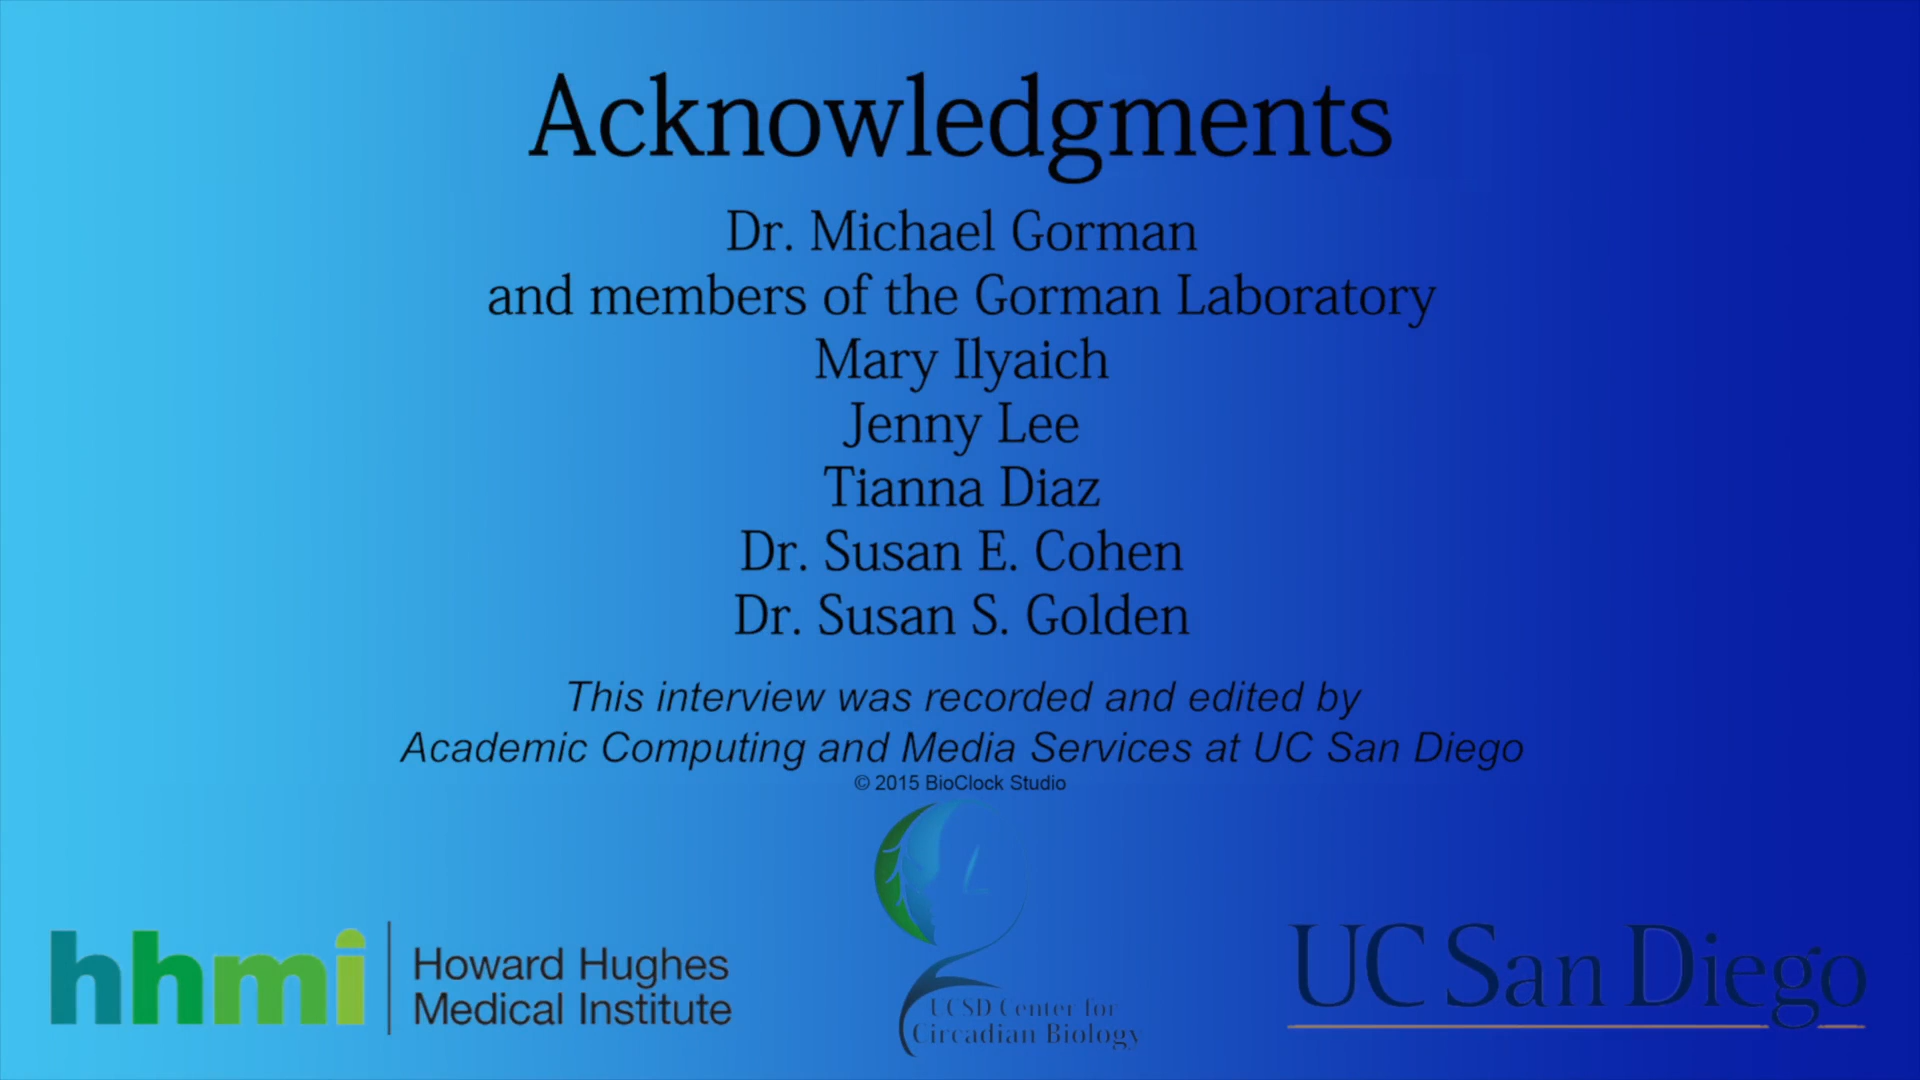 Acknowledgments
Dr. Michael Gorman
and members of the Gorman Laboratory
Mary Ilyaich
Jenny Lee
Tianna Diaz
Dr. Susan E. Cohen
Dr. Susan S. Golden
This interview was recorded and edited by
Academic Computing and Media Services at UC San Diego
© 2015 BioClock Studio
hhmi
Howard Hughes
Medical Institute
UCSD Center for
Circadian Biology
UC San Diego